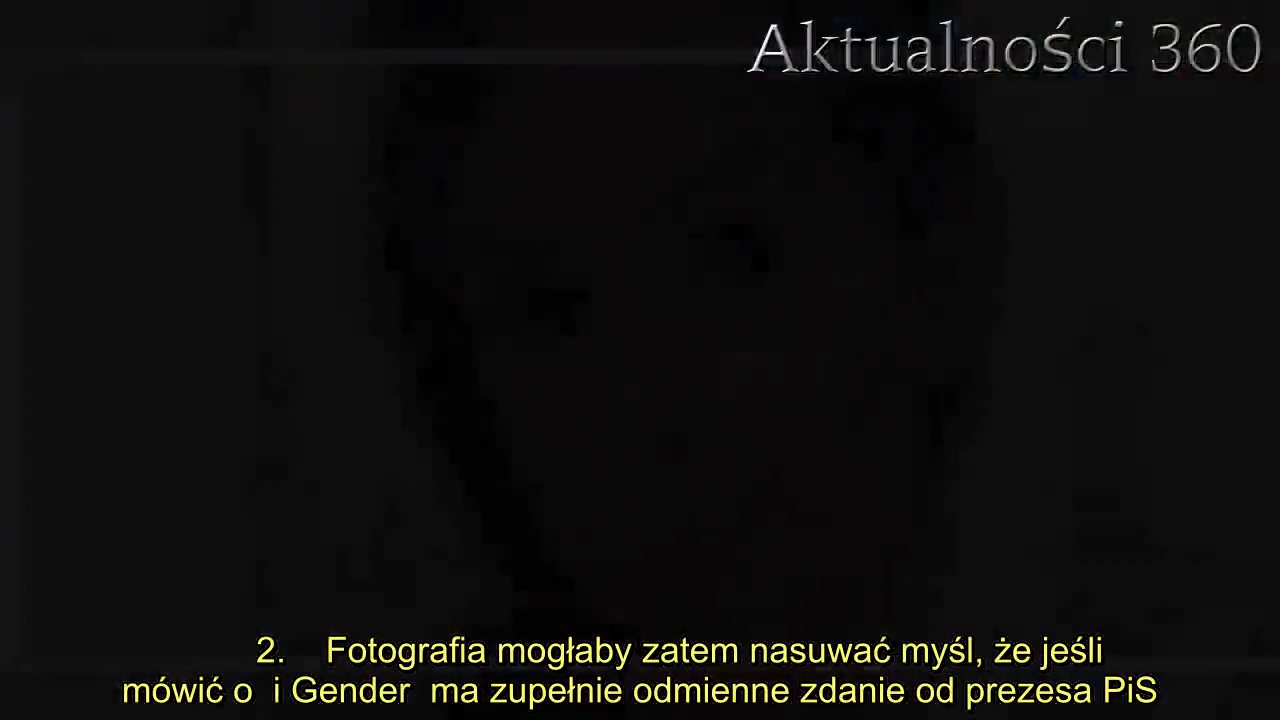 Aktualności 360
2. Fotografia mogłaby zatem nasuwać myśl, że jeśli
mówić o i Gender ma zupełnie odmienne zdanie od prezesa PiS